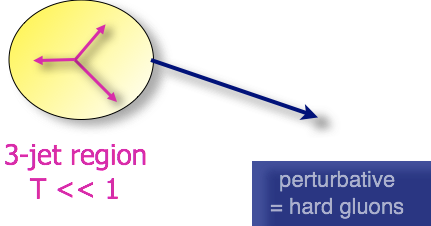 3-jet region
T << 1
perturbative
= hard gluons